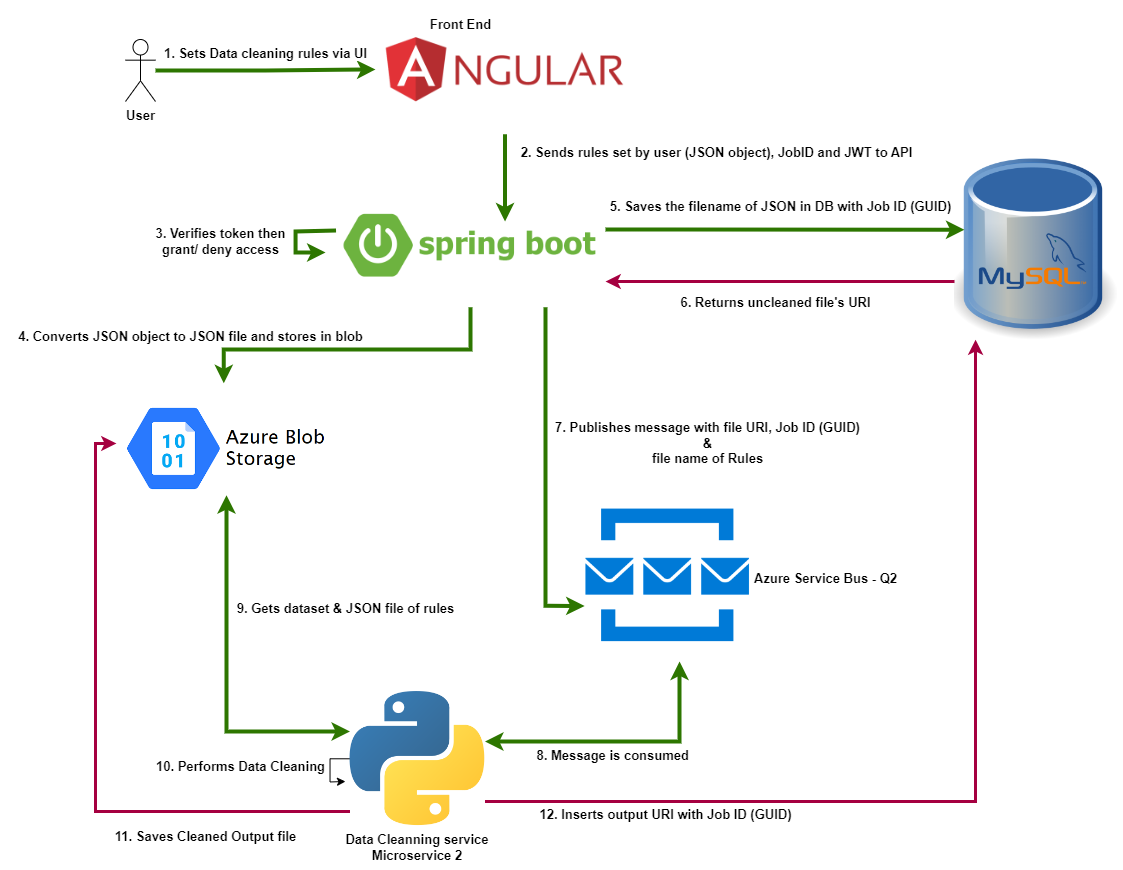 Front End
1. Sets Data cleaning rules via UI
A NGULAR
User
2. Sends rules set by user (JSON object), JobID and JWT to API
5. Saves the filename of JSON in DB with Job ID (GUID)
3. Verifies token then
grant/ deny access
spring boot
MySQL
6. Returns uncleaned file's URI
4. Converts JSON object to JSON file and stores in blob
10
01
Azure Blob
Storage
7. Publishes message with file URI, Job ID (GUID)
&
file name of Rules
Azure Service Bus - Q2
9. Gets dataset & JSON file of rules
8. Message is consumed
10. Performs Data Cleaning
12. Inserts output URI with Job ID (GUID)
11. Saves Cleaned Output file
Data Cleanning service
Microservice 2